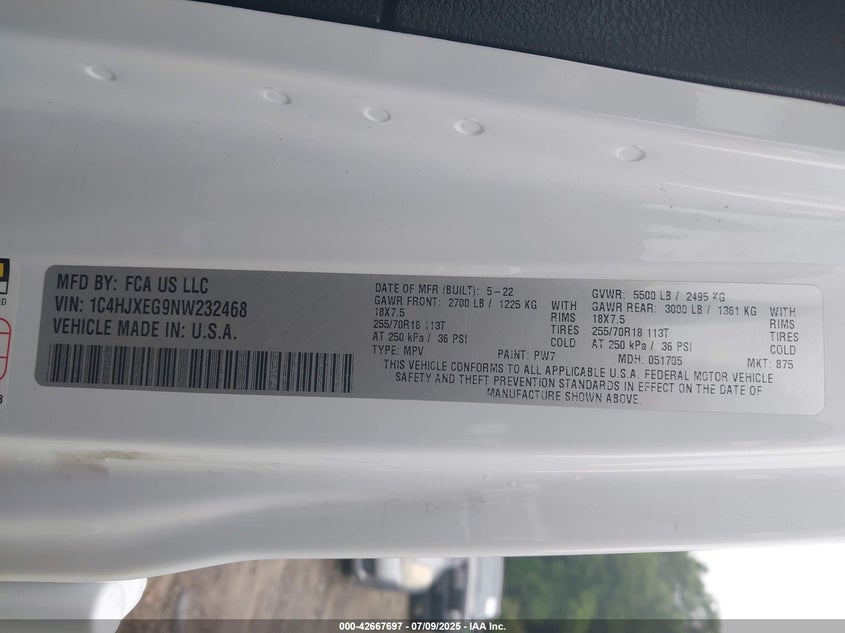 MFD BY: FCA US LLC
VIN: 1C4HJXEG9NW232468
VEHICLE MADE IN: U.S.A.
DATE OF MFR (BUILT): 5-22
GAWR FRONT: 2700 LB / 1225 KG WITH
18X7.5 RIMS
255/70R18 113T TIRES
AT 250 kPa / 36 PSI COLD
TYPE: MPV PAINT: PW7
GVWR: 5500 LB / 2495 KG
GAWR REAR: 3000 LB / 1361 KG WITH
18X7.5 RIMS
255/70R18 113T TIRES
AT 250 kPa / 36 PSI COLD
MDH: 051705 MKT: 875
THIS VEHICLE CONFORMS TO ALL APPLICABLE U.S.A. FEDERAL MOTOR VEHICLE
SAFETY AND THEFT PREVENTION STANDARDS IN EFFECT ON THE DATE OF
MANUFACTURE SHOWN ABOVE.
000-42667697 / 07/09/2025 - IAA Inc.